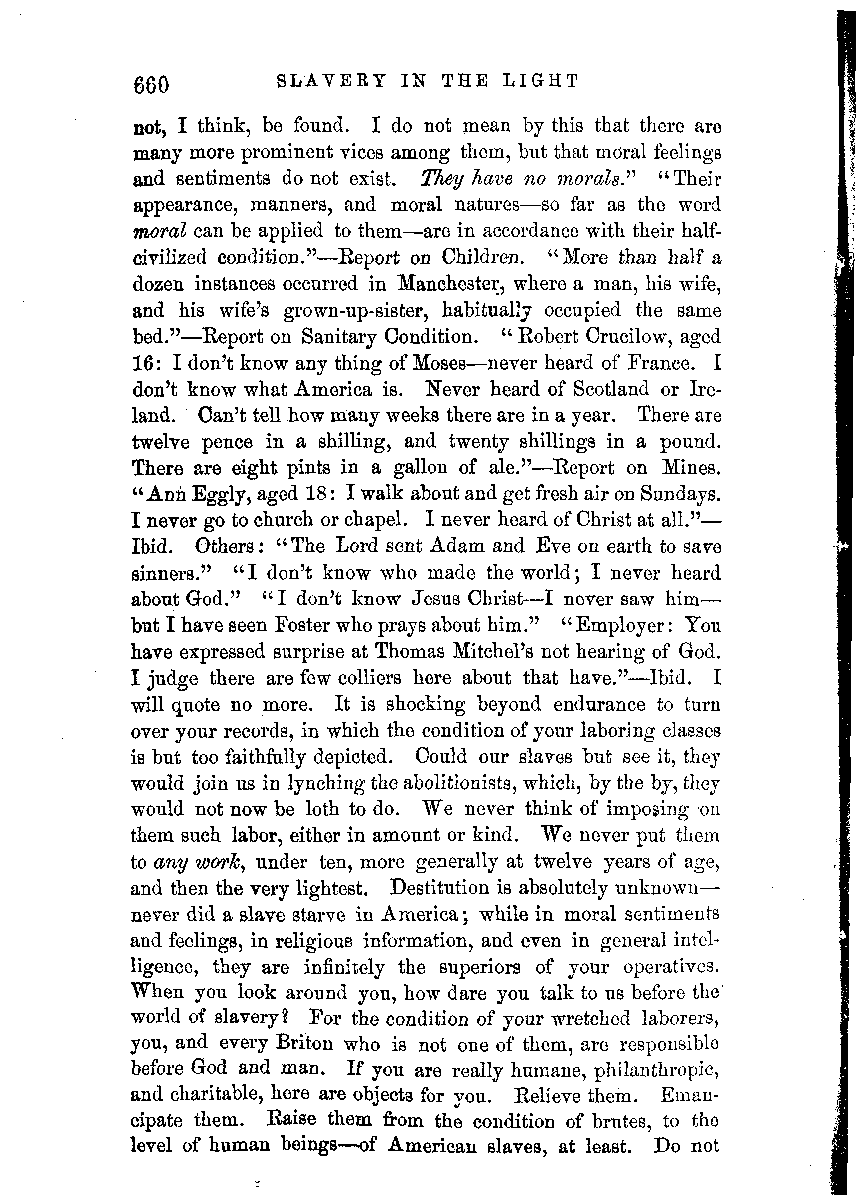 660 SLAVERY IN THE LIGHT
not, I think, be found. I do not mean by this that there are
many more prominent vices among them, but that moral feelings
and sentiments do not exist. They have no morals." "Their
appearance, manners, and moral natures—so far as the word
moral can be applied to them—are in accordance with their half-
civilized condition."—Report on Children. "More than half a
dozen instances occurred in Manchester, where a man, his wife,
and his wife's grown-up-sister, habitually occupied the same
bed."—Report on Sanitary Condition. "Robert Crucilow, aged
16: I don't know any thing of Moses—never heard of France. I
don't know what America is. Never heard of Scotland or Ire-
land. Can't tell how many weeks there are in a year. There are
twelve pence in a shilling, and twenty shillings in a pound.
There are eight pints in a gallon of ale."—Report on Mines.
"Ann Eggly, aged 18: I walk about and get fresh air on Sundays.
I never go to church or chapel. I never heard of Christ at all."—
Ibid. Others: "The Lord sent Adam and Eve on earth to save
sinners." "I don't know who made the world; I never heard
about God." "I don't know Jesus Christ—I never saw him—
but I have seen Foster who prays about him." "Employer: You
have expressed surprise at Thomas Mitchel's not hearing of God.
I judge there are few colliers here about that have."—Ibid. I
will quote no more. It is shocking beyond endurance to turn
over your records, in which the condition of your laboring classes
is but too faithfully depicted. Could our slaves but see it, they
would join us in lynching the abolitionists, which, by the by, they
would not now be loth to do. We never think of imposing on
them such labor, either in amount or kind. We never put them
to any work, under ten, more generally at twelve years of age,
and then the very lightest. Destitution is absolutely unknown—
never did a slave starve in America; while in moral sentiments
and feelings, in religious information, and even in general intel-
ligence, they are infinitely the superiors of your operatives.
When you look around you, how dare you talk to us before the
world of slavery? For the condition of your wretched laborers,
you, and every Briton who is not one of them, are responsible
before God and man. If you are really humane, philanthropic,
and charitable, here are objects for you. Relieve them. Eman-
cipate them. Raise them from the condition of brutes, to the
level of human beings—of American slaves, at least. Do not